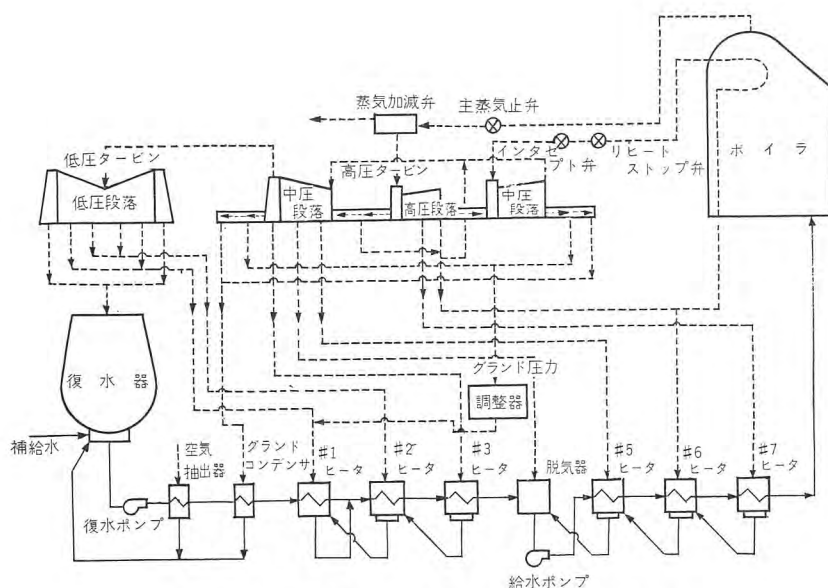 蒸気加減弁
主蒸気止弁
インタセプト弁
リヒート
ストップ弁
ボイラ
低圧タービン
高圧タービン
低圧段落
中圧
段落
高圧段落
中圧
段落
グランド圧力
調整器
復水器
補給水
空気
抽出器
グランド
コンデンサ
#1
ヒータ
#2
ヒータ
#3
ヒータ
脱気器
#5
ヒータ
#6
ヒータ
#7
ヒータ
復水ポンプ
給水ポンプ